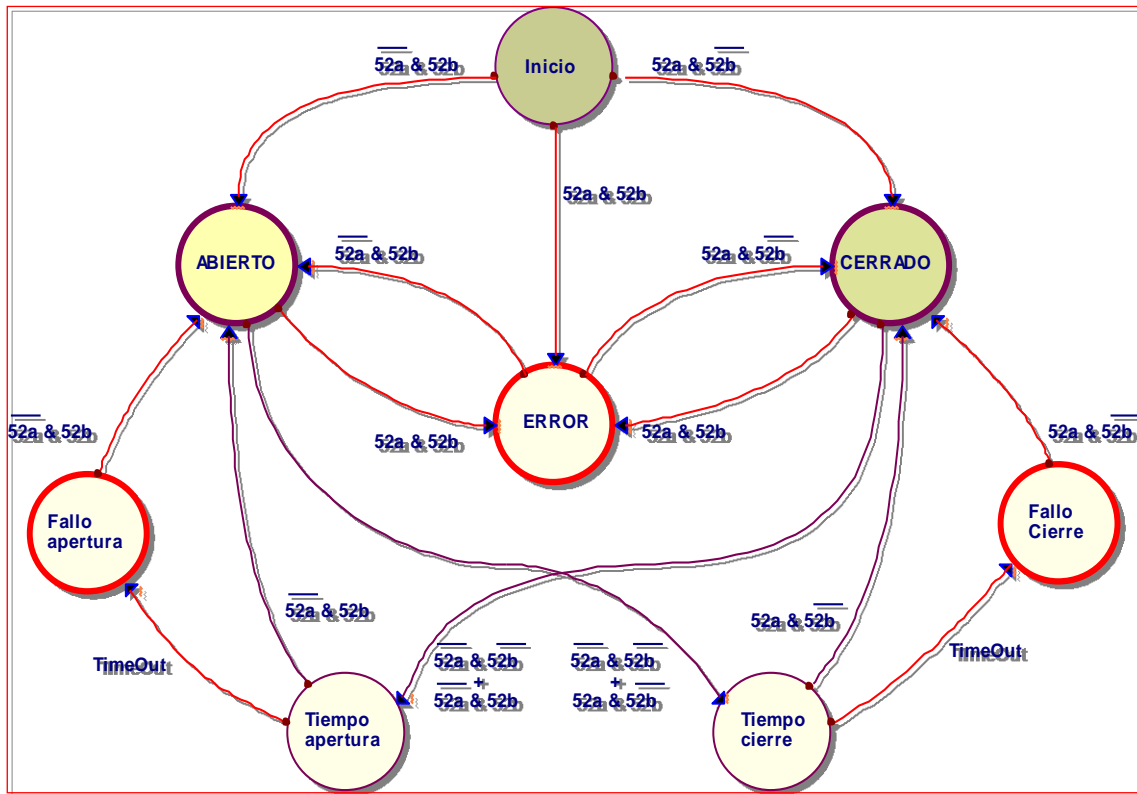 52a & 52b
Inicio
52a & 52b
52a & 52b
ABIERTO
52a & 52b
52a & 52b
CERRADO
ERROR
52a & 52b
52a & 52b
52a & 52b
52a & 52b
Fallo
apertura
Fallo
Cierre
52a & 52b
52a & 52b
TimeOut
52a & 52b
+
52a & 52b
52a & 52b
+
52a & 52b
TimeOut
Tiempo
apertura
Tiempo
cierre